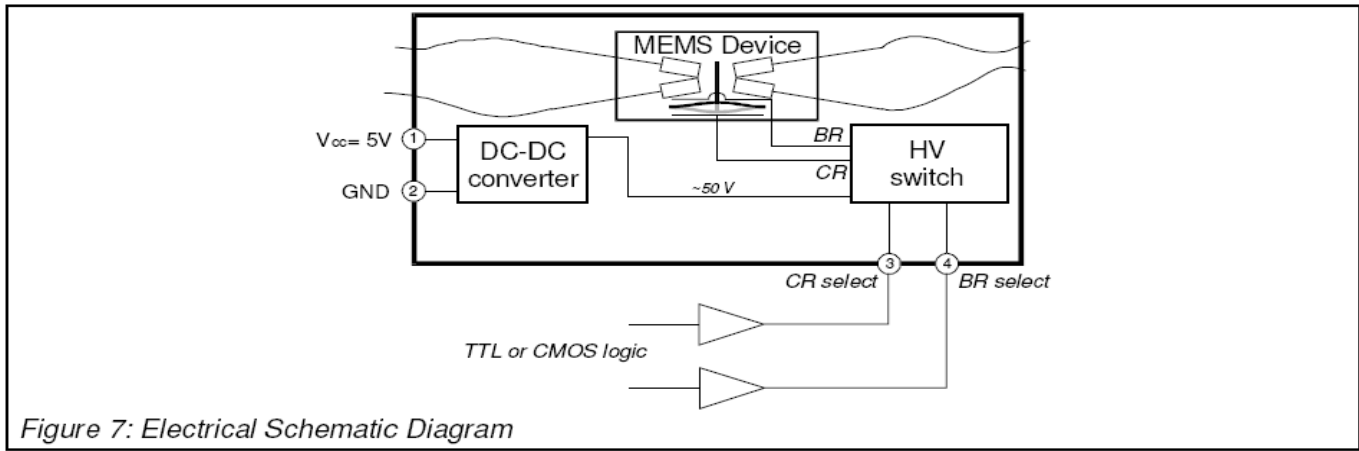 MEMS Device
BR
CR
Vcc= 5V 1
DC-DC
converter
HV
switch
GND 2
~50 V
3
4
CR select
BR select
TTL or CMOS logic
Figure 7: Electrical Schematic Diagram